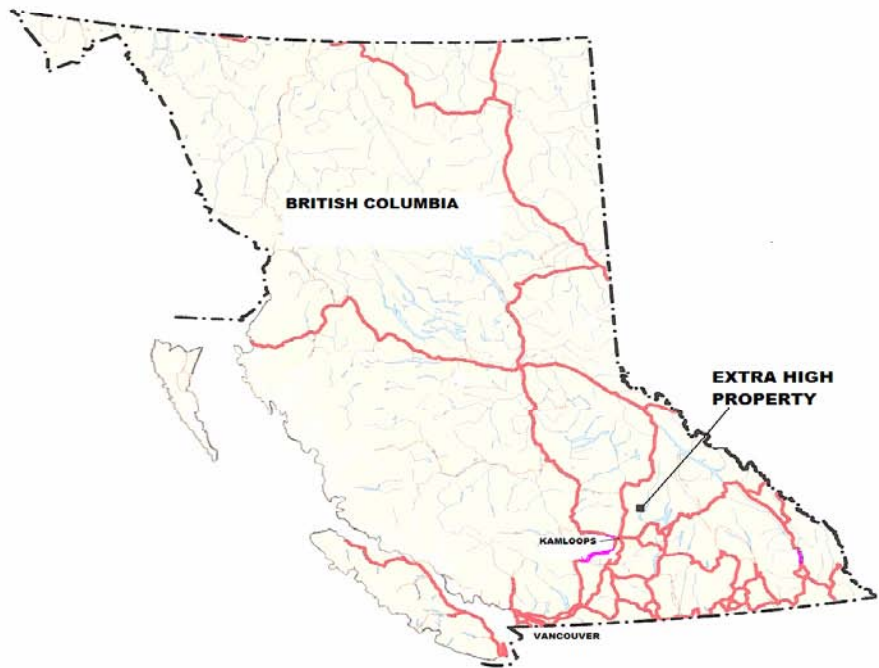 BRITISH COLUMBIA
EXTRA HIGH
PROPERTY
KAMLOOPS
VANCOUVER